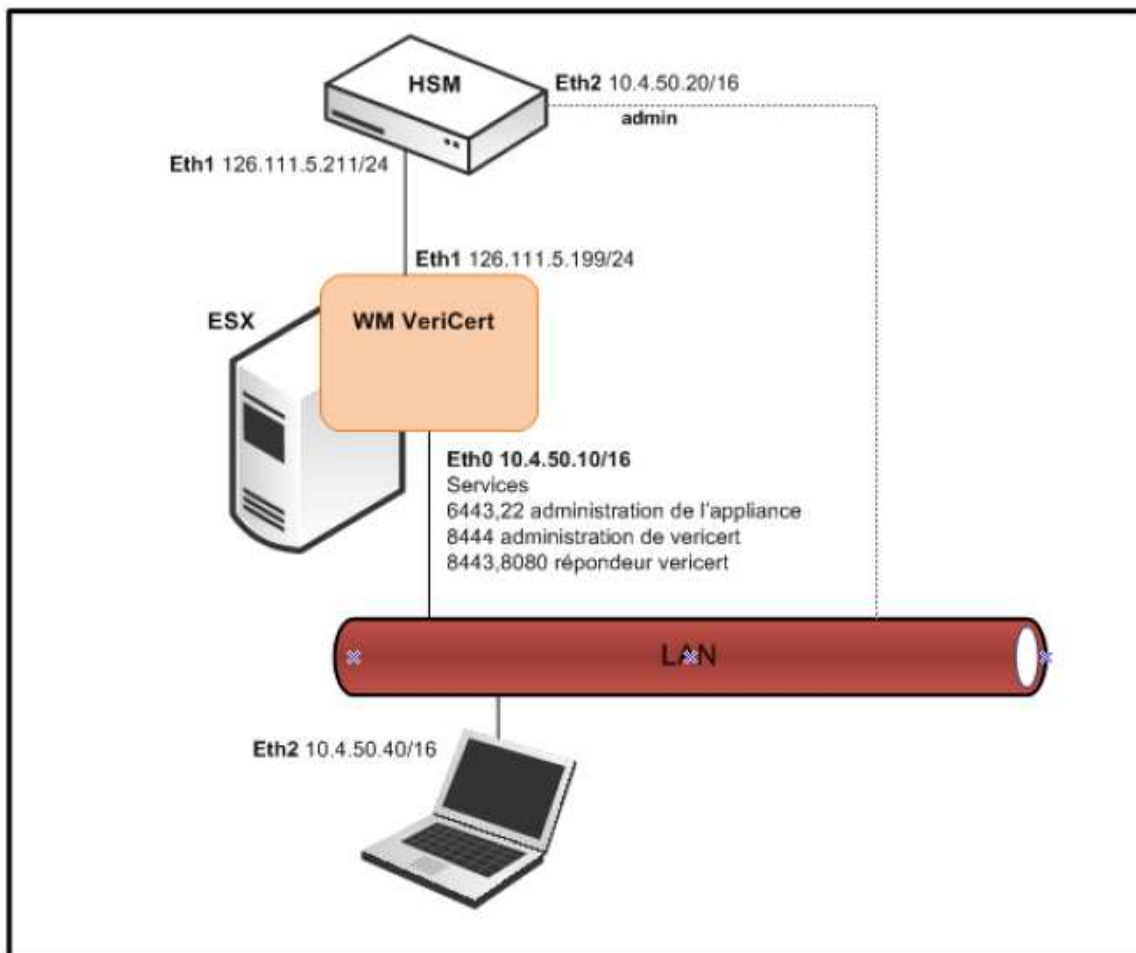 HSM
Eth2 10.4.50.20/16
admin
Eth1 126.111.5.211/24
Eth1 126.111.5.199/24
ESX
WM VeriCert
Eth0 10.4.50.10/16
Services
6443,22 administration de l'appliance
8444 administration de vericert
8443,8080 répondeur vericert
LAN
Eth2 10.4.50.40/16